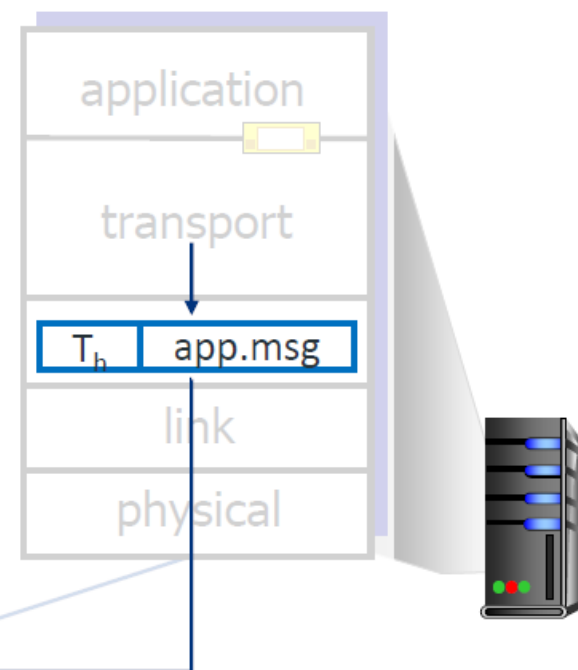 application
transport
Th app.msg
link
physical